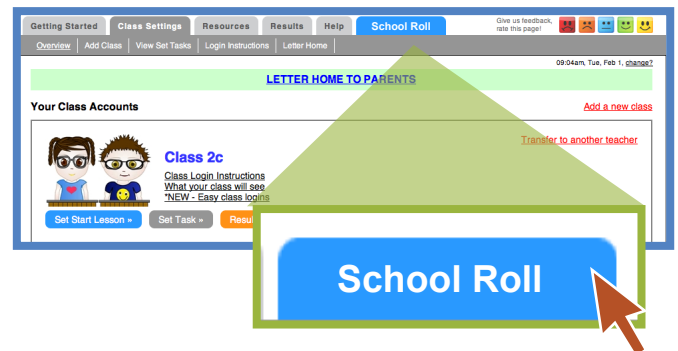 Getting Started Class Settings Resources Results Help School Roll Give us feedback,
rate this page!
Overview Add Class View Set Tasks Login Instructions Letter Home
09:04am, Tue, Feb 1, change?
LETTER HOME TO PARENTS
Your Class Accounts Add a new class
Transfer to another teacher
Class 2c
Class Login Instructions
What your class will see
*NEW - Easy class logins
Set Start Lesson » Set Task »
School Roll